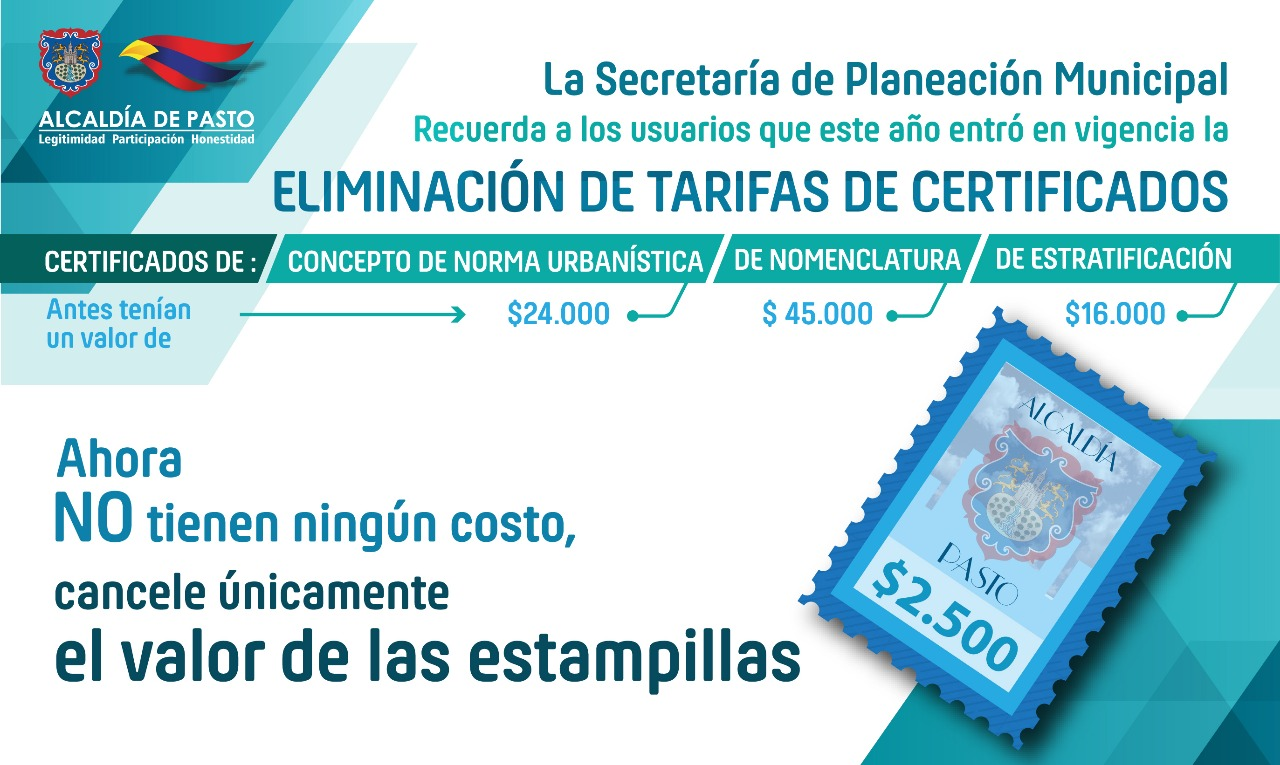 ALCALDÍA DE PASTO
Legitimidad Participación Honestidad
La Secretaría de Planeación Municipal
Recuerda a los usuarios que este año entró en vigencia la
ELIMINACIÓN DE TARIFAS DE CERTIFICADOS
CERTIFICADOS DE : CONCEPTO DE NORMA URBANÍSTICA DE NOMENCLATURA DE ESTRATIFICACIÓN
Antes tenían
un valor de
$24.000 $ 45.000 $16.000
Ahora
NO tienen ningún costo,
cancele únicamente
el valor de las estampillas
ALCALDÍA
PASTO
$2.500